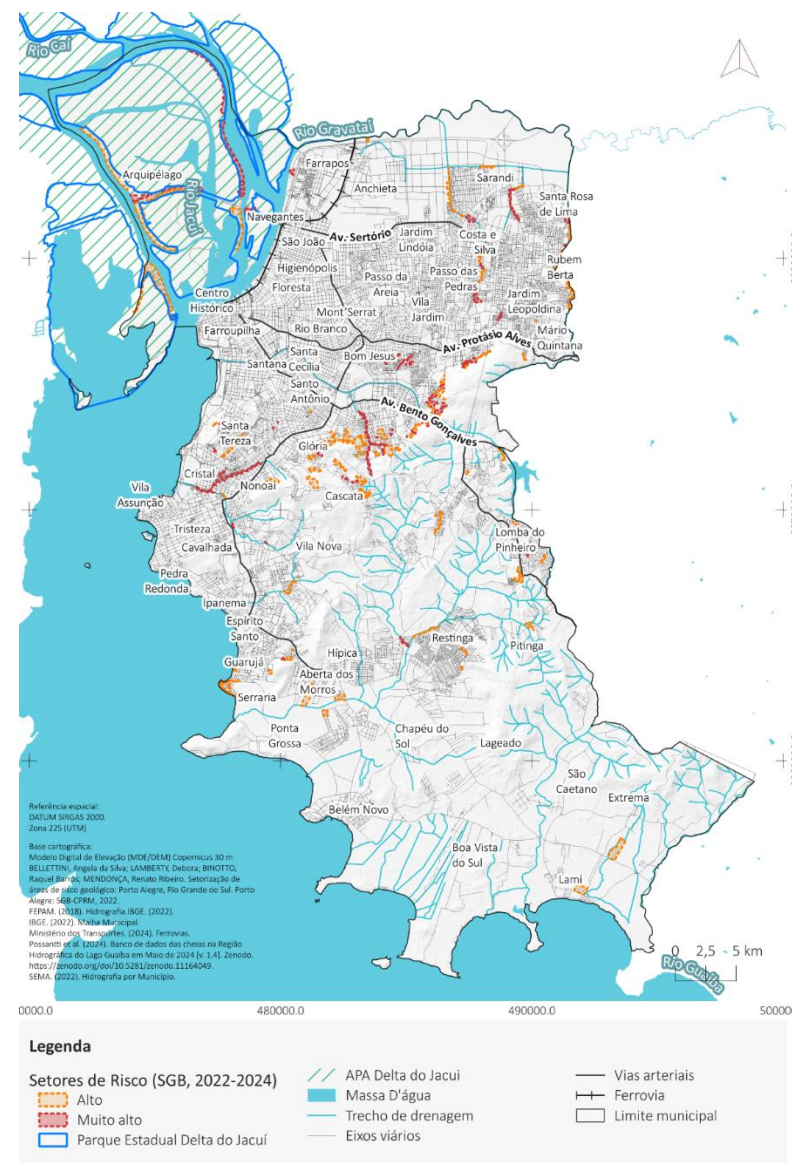 Rio Caí
Rio Gravataí
Farrapos
Sarandi
Anchieta
Arquipélago
Rio Jacuí
Santa Rosa
de Lima
Navegantes
Av. Sertório
Jardim
Lindóia
Costa e
Silva
São João
Rubem
Berta
Higienópolis
Passo da
Areia
Passo das
Pedras
Centro
Histórico
Floresta
Vila
Jardim
Jardim
Leopoldina
Mont'Serrat
Farroupilha
Rio Branco
Mário
Quintana
Av. Protásio Alves
Santa
Cecília
Bom Jesus
Santana
Santo
Antônio
Av. Bento Gonçalves
Santa
Tereza
Glória
Cristal
Nonoai
Cascata
Vila
Assunção
Tristeza
Lomba do
Pinheiro
Cavalhada
Vila Nova
Pedra
Redonda
Ipanema
Espírito
Santo
Restinga
Pitinga
Guarujá
Hípica
Aberta dos
Morros
Serraria
Ponta
Grossa
Chapéu do
Sol
Lageado
São
Caetano
Extrema
Belém Novo
Boa Vista
do Sul
Lami
Referência espacial:
DATUM SIRGAS 2000.
Zona 22S (UTM)
Base cartográfica:
Modelo Digital de Elevação (MDE/DEM) Copernicus 30 m
BELLETTINI, Angela da Silva; LAMBERTY, Debora; BINOTTO,
Raquel Barros; MENDONÇA, Renato Ribeiro. Setorização de
áreas de risco geológico: Porto Alegre, Rio Grande do Sul. Porto
Alegre: SGB-CPRM, 2022.
FEPAM. (2018). Hidrografia.IBGE. (2022).
IBGE. (2022). Malha Municipal.
Ministério dos Transportes. (2024). Ferrovias.
Possantti et al. (2024). Banco de dados das cheias na Região
Hidrográfica do Lago Guaíba em Maio de 2024 [v. 1.4]. Zenodo.
https://zenodo.org/doi/10.5281/zenodo.11164049.
SEMA. (2022). Hidrografia por Município.
0 2,5 5 km
Rio Guaíba
0000.0 480000.0 490000.0 50000
Legenda
Setores de Risco (SGB, 2022-2024)
Alto
Muito alto
Parque Estadual Delta do Jacuí
APA Delta do Jacui
Massa D'água
Trecho de drenagem
Eixos viários
Vias arteriais
Ferrovia
Limite municipal